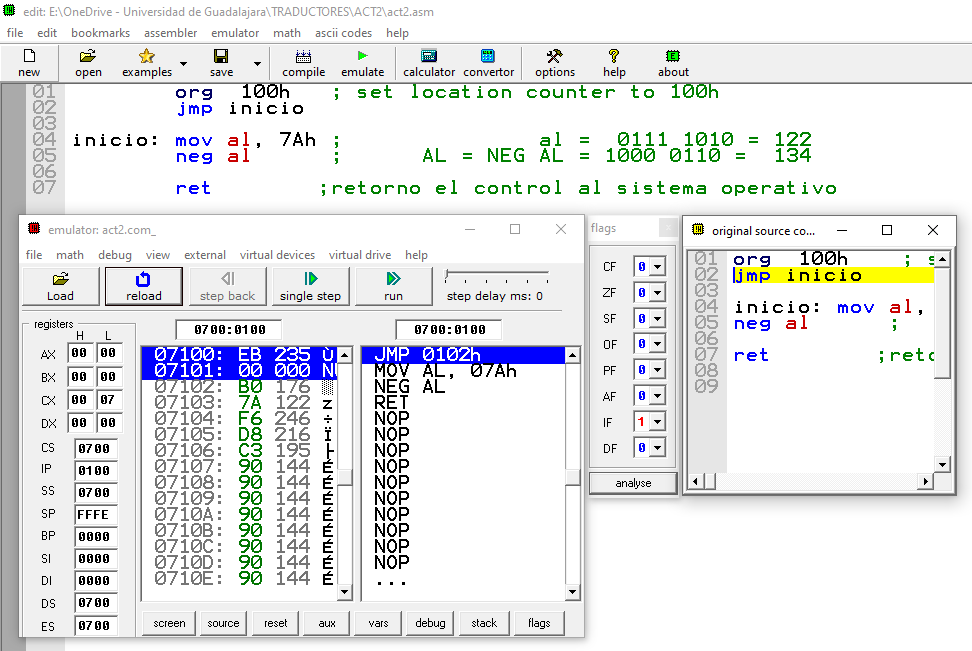 edit: E:\OneDrive - Universidad de Guadalajara\TRADUCTORES\ACT2\act2.asm
file edit bookmarks assembler emulator math ascii codes help
new open examples save compile emulate calculator convertor options help about
01 org 100h ; set location counter to 100h
02 jmp inicio
03
04 inicio: mov al, 7Ah ; al = 0111 1010 = 122
05 neg al ; AL = NEG AL = 1000 0110 = 134
06
07 ret ;retorno el control al sistema operativo
emulator: act2.com_
file math debug view external virtual devices virtual drive help
Load reload step back single step run step delay ms: 0
registers
H L
AX 00 00
BX 00 00
CX 00 07
DX 00 00
CS 0700
IP 0100
SS 0700
SP FFFE
BP 0000
SI 0000
DI 0000
DS 0700
ES 0700
0700:0100
07100: EB 235 Ù
07101: 00 000 NU
07102: B0 176 ▒
07103: 7A 122 z
07104: F6 246 ÷
07105: D8 216 Ï
07106: C3 195 ├
07107: 90 144 É
07108: 90 144 É
07109: 90 144 É
0710A: 90 144 É
0710B: 90 144 É
0710C: 90 144 É
0710D: 90 144 É
0710E: 90 144 É
0700:0100
JMP 0102h
MOV AL, 07Ah
NEG AL
RET
NOP
NOP
NOP
NOP
NOP
NOP
NOP
NOP
NOP
NOP
...
screen source reset aux vars debug stack flags
flags
CF 0
ZF 0
SF 0
OF 0
PF 0
AF 0
IF 1
DF 0
analyse
original source co...
01 org 100h ; s
02 jmp inicio
03
04 inicio: mov al,
05 neg al ;
06
07 ret ;reto
08
09